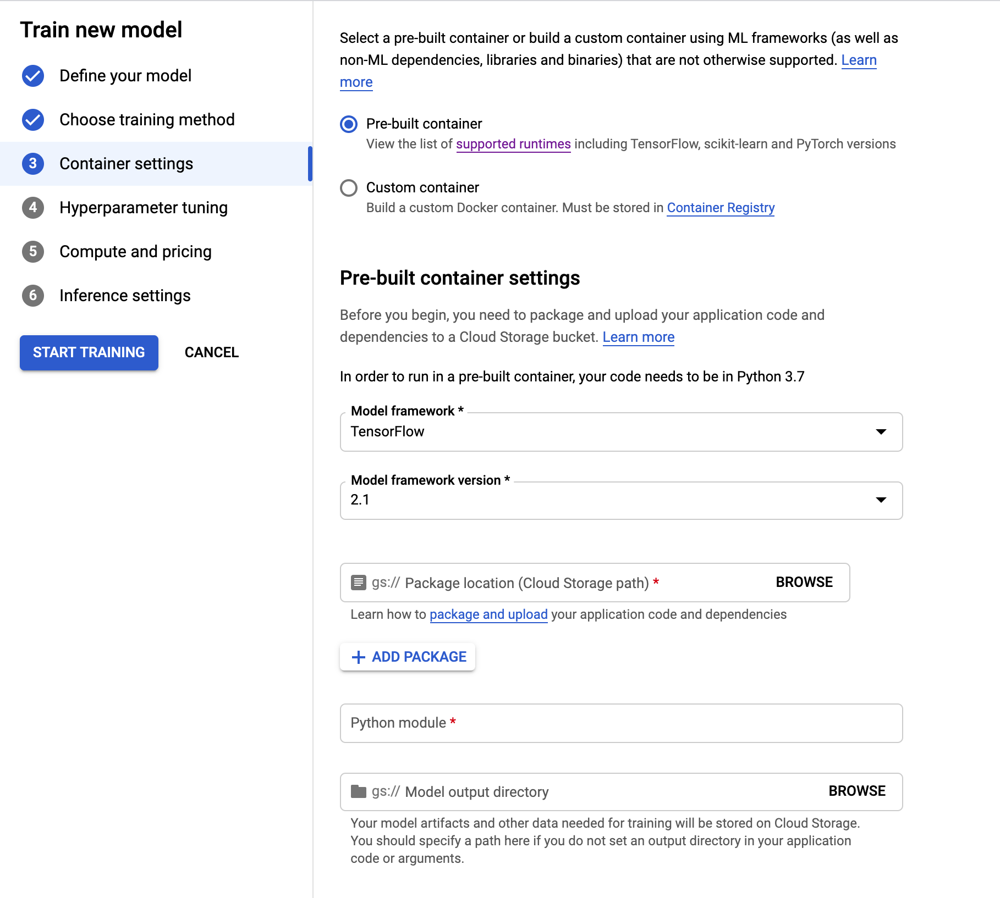 Train new model
Define your model
Choose training method
3 Container settings
4 Hyperparameter tuning
5 Compute and pricing
6 Inference settings
START TRAINING CANCEL
Select a pre-built container or build a custom container using ML frameworks (as well as
non-ML dependencies, libraries and binaries) that are not otherwise supported. Learn
more
Pre-built container
View the list of supported runtimes including TensorFlow, scikit-learn and PyTorch versions
Custom container
Build a custom Docker container. Must be stored in Container Registry
Pre-built container settings
Before you begin, you need to package and upload your application code and
dependencies to a Cloud Storage bucket. Learn more
In order to run in a pre-built container, your code needs to be in Python 3.7
Model framework *
TensorFlow
Model framework version *
2.1
gs:// Package location (Cloud Storage path) * BROWSE
Learn how to package and upload your application code and dependencies
+ ADD PACKAGE
Python module *
gs:// Model output directory BROWSE
Your model artifacts and other data needed for training will be stored on Cloud Storage.
You should specify a path here if you do not set an output directory in your application
code or arguments.